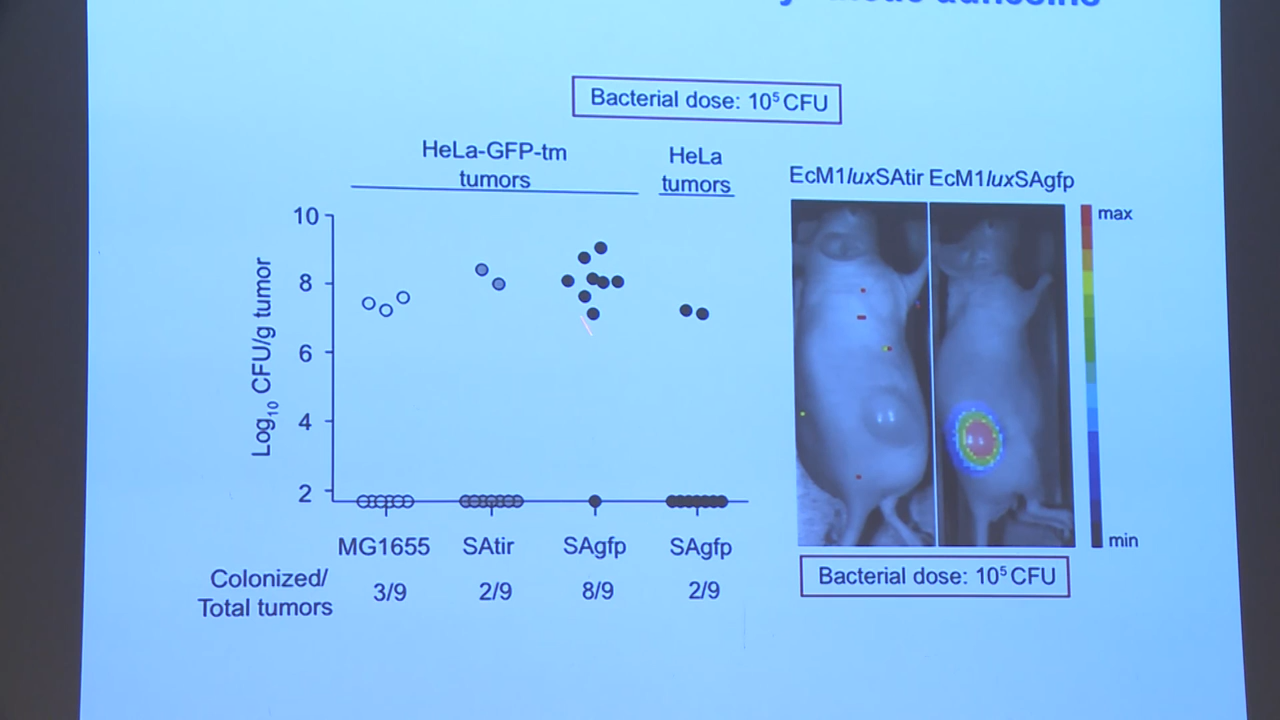 adhesins
Bacterial dose: 10⁵ CFU
HeLa-GFP-tm
tumors
HeLa
tumors
EcM1luxSAtir EcM1luxSAgfp
max
10
8
6
4
2
Log₁₀ CFU/g tumor
min
MG1655 SAtir SAgfp SAgfp
Colonized/
Total tumors
3/9 2/9 8/9 2/9
Bacterial dose: 10⁵ CFU